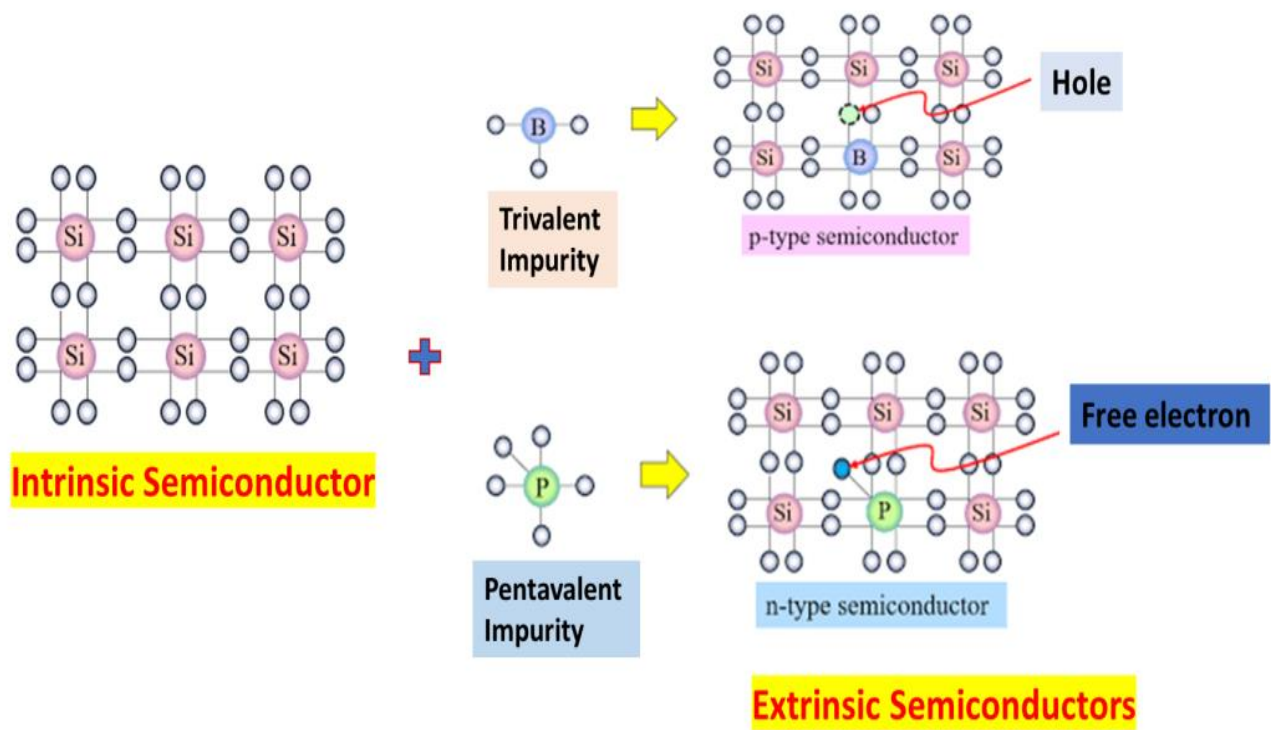 Si
Si
Si
Si
Si
Si
Intrinsic Semiconductor
B
Trivalent
Impurity
Si
Si
Si
Si
B
Si
Hole
p-type semiconductor
P
Pentavalent
Impurity
Si
Si
Si
Si
P
Si
Free electron
n-type semiconductor
Extrinsic Semiconductors